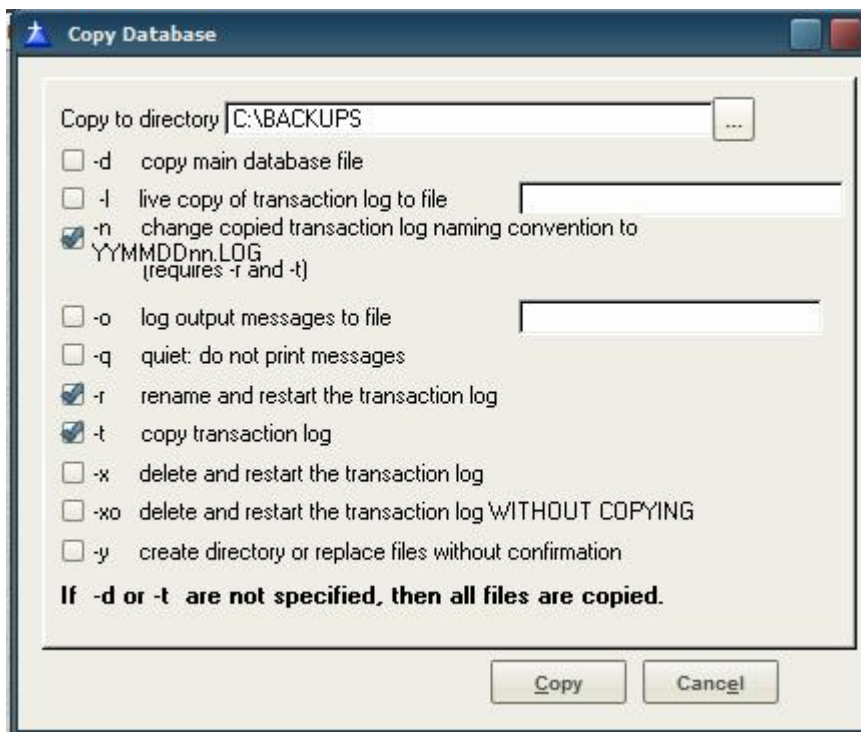 Copy Database
Copy to directory C:\BACKUPS ...
-d copy main database file
-l live copy of transaction log to file
-n change copied transaction log naming convention to
YYMMDDnn.LOG
(requires -r and -t)
-o log output messages to file
-q quiet: do not print messages
-r rename and restart the transaction log
-t copy transaction log
-x delete and restart the transaction log
-xo delete and restart the transaction log WITHOUT COPYING
-y create directory or replace files without confirmation
If -d or -t are not specified, then all files are copied.
Copy Cancel